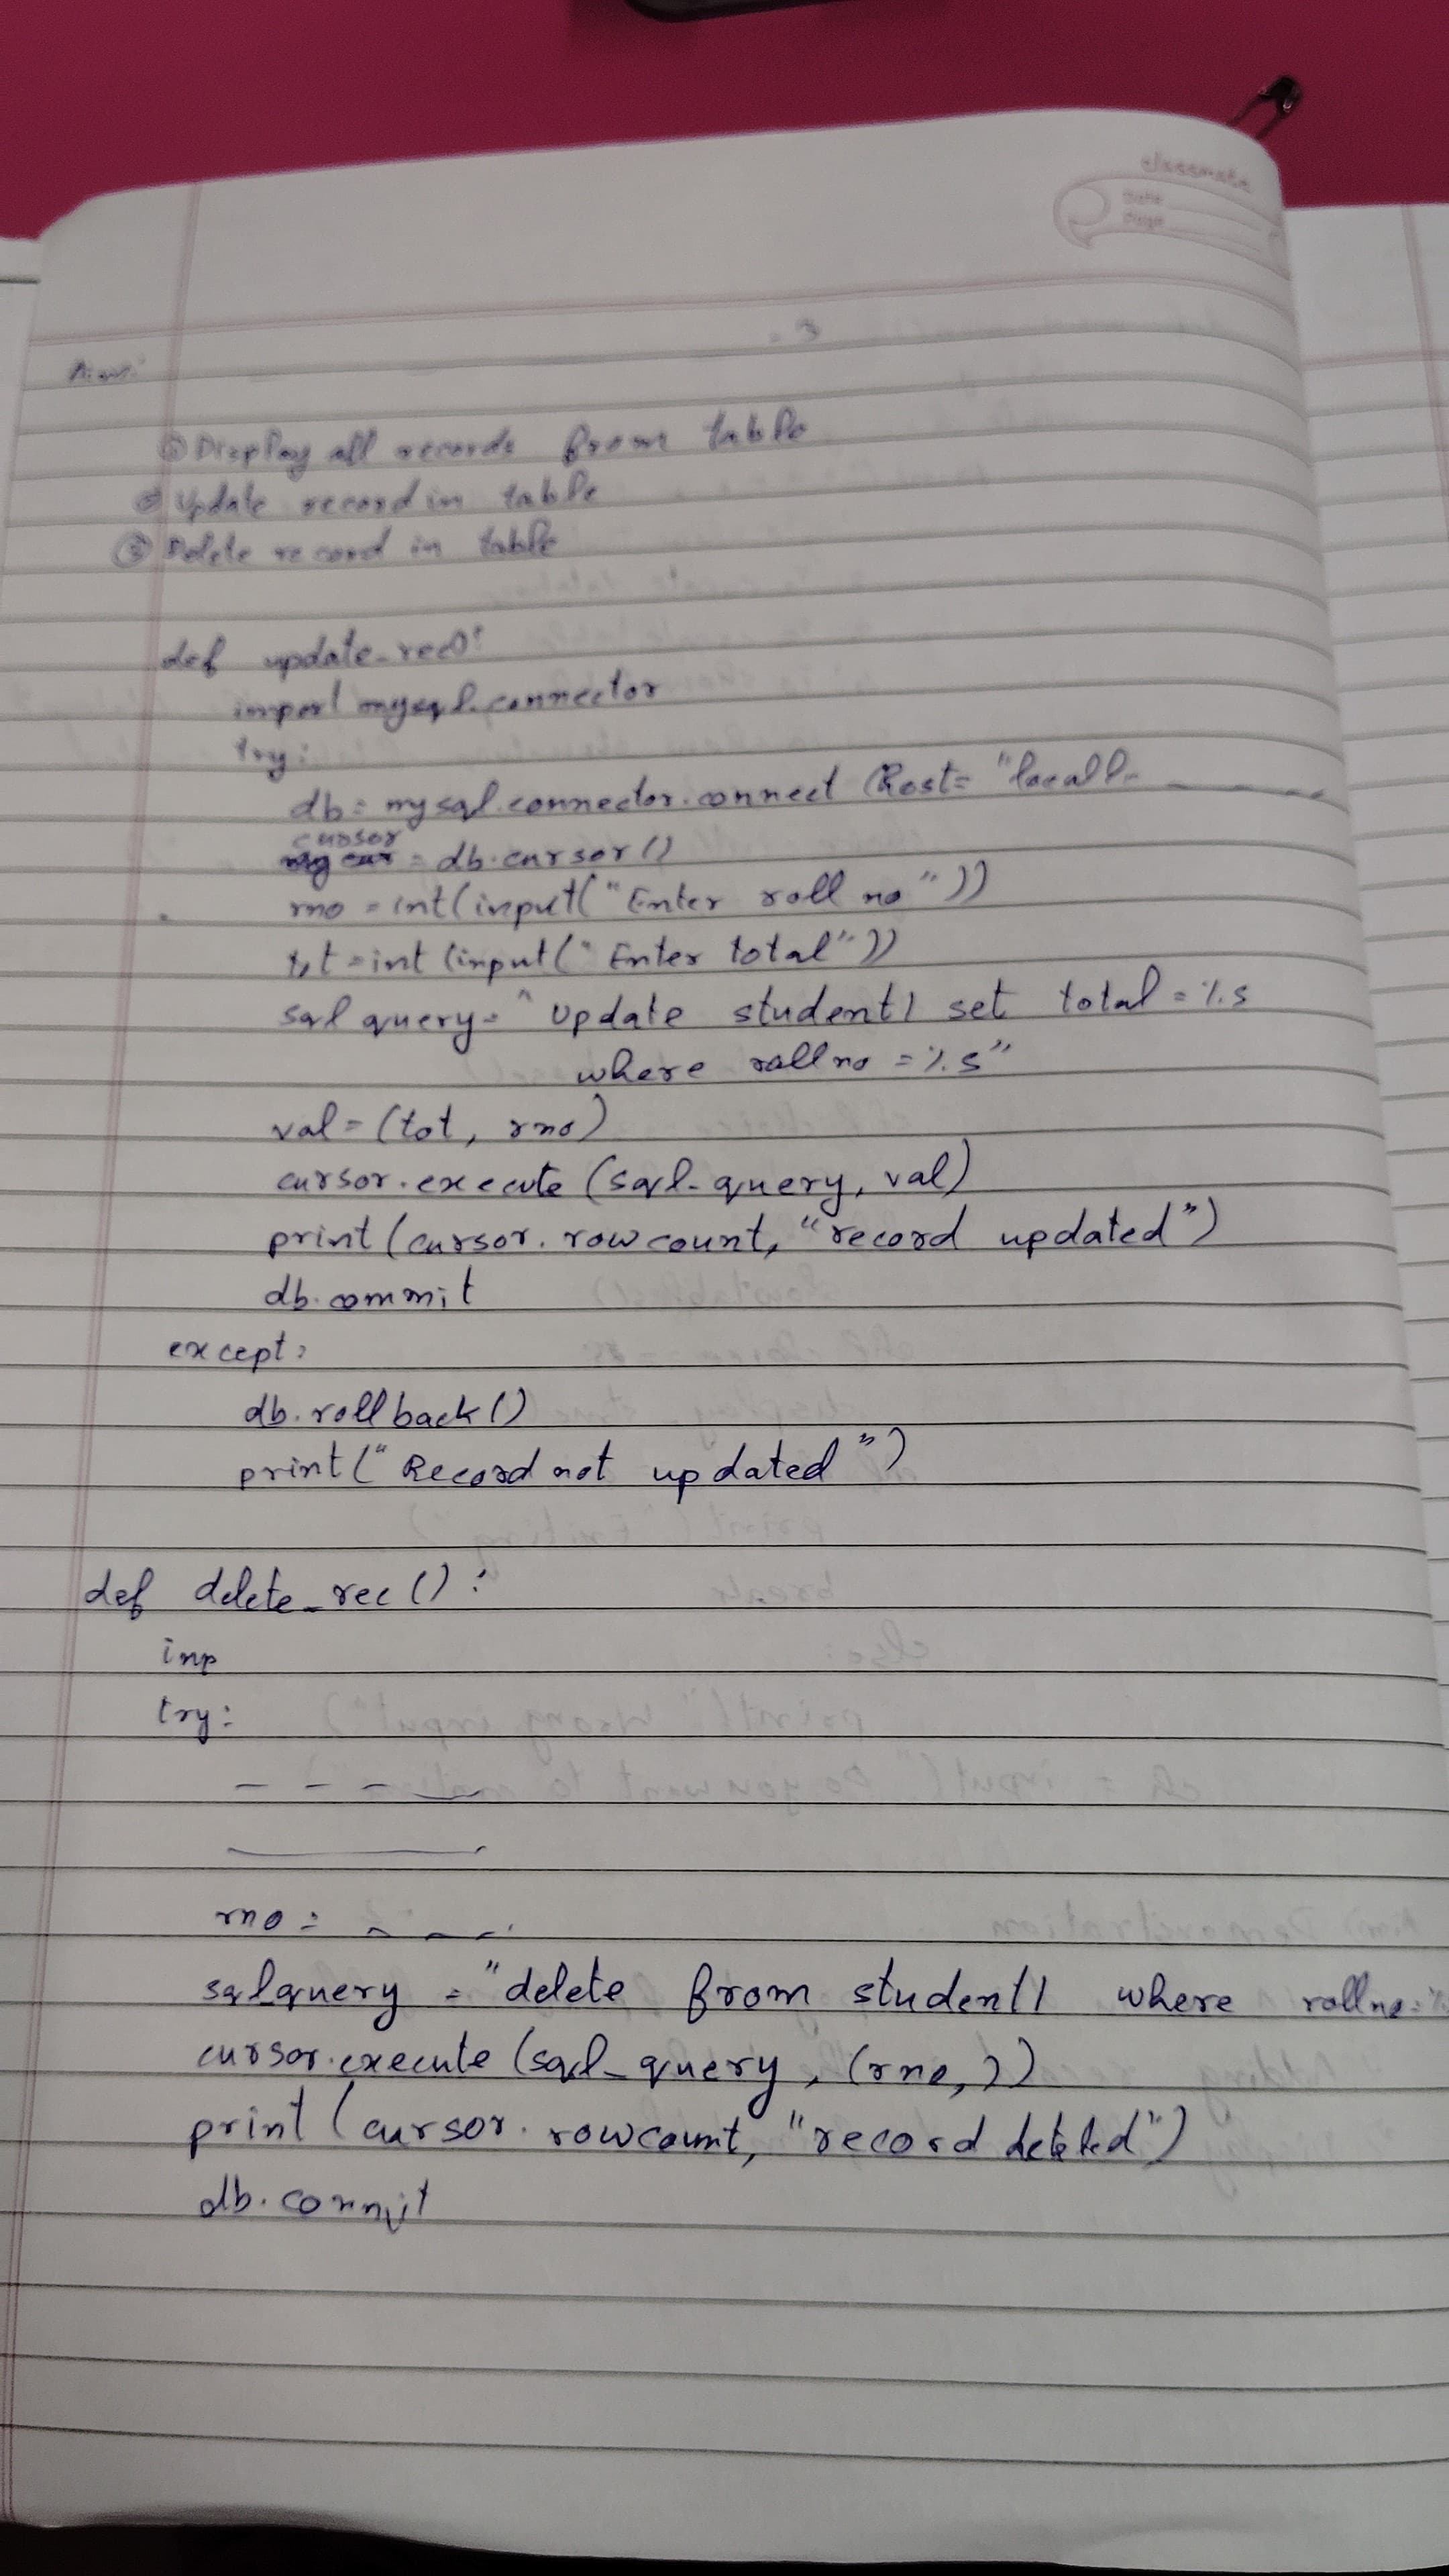 classmate
Date
Page
Aim:
① Display all records from table
② Update record in table
③ Delete record in table
def update_rec():
import mysql.connector
try:
db = mysql.connector.connect (host= "locall- - - - -
cursor
= db.cursor()
rno = int(input("Enter roll no"))
tot = int (input("Enter total"))
sql query = "Update student1 set total = %s
where rollno = %s"
val = (tot, rno)
cursor.execute (sql_query, val)
print (cursor.rowcount, "record updated")
db.commit
except:
db.rollback()
print("Record not updated")
def delete_rec():
inp
try:
- - - -
rno = - - -
sqlquery = "delete from student1 where rollno=%
cursor.execute (sql_query, (rno,))
print (cursor.rowcount, "record deleted")
db.commit